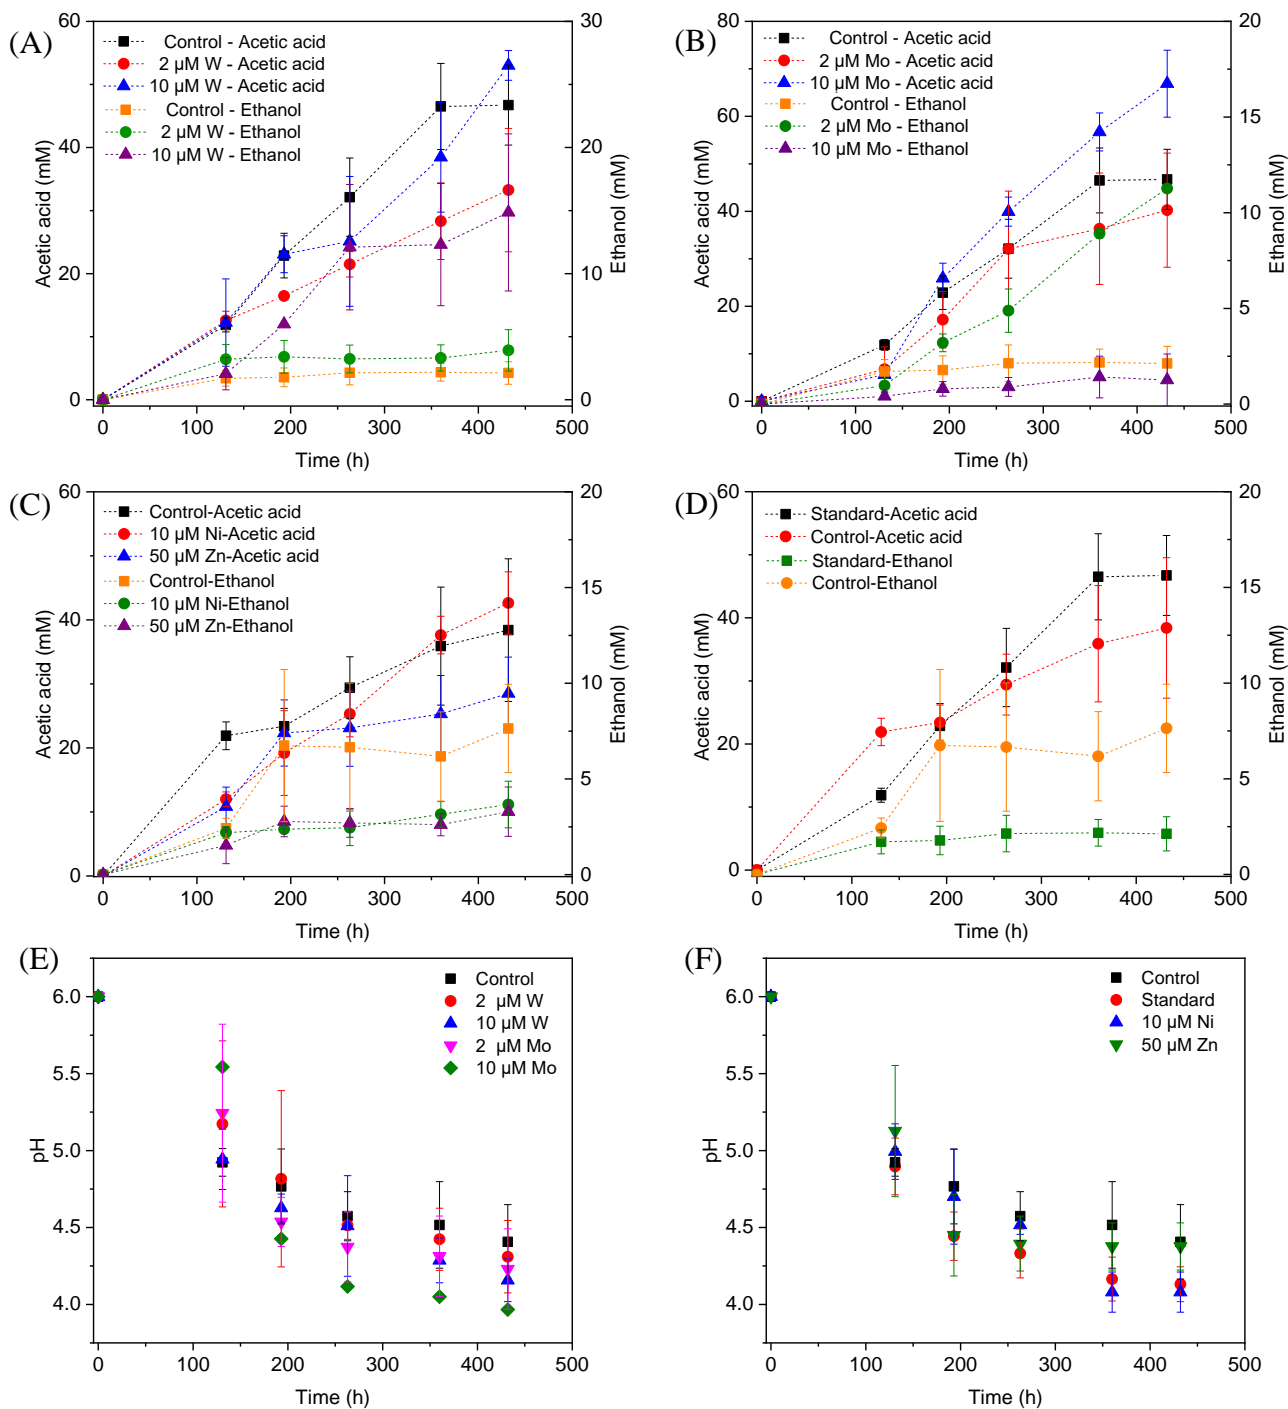 (A)
Control - Acetic acid
2 µM W - Acetic acid
10 µM W - Acetic acid
Control - Ethanol
2 µM W - Ethanol
10 µM W - Ethanol
Acetic acid (mM)
60
40
20
0
30
20
10
0
Ethanol (mM)
0 100 200 300 400 500
Time (h)
(B)
Control - Acetic acid
2 µM Mo - Acetic acid
10 µM Mo - Acetic acid
Control - Ethanol
2 µM Mo - Ethanol
10 µM Mo - Ethanol
Acetic acid (mM)
80
60
40
20
0
20
15
10
5
0
Ethanol (mM)
0 100 200 300 400 500
Time (h)
(C)
Control-Acetic acid
10 µM Ni-Acetic acid
50 µM Zn-Acetic acid
Control-Ethanol
10 µM Ni-Ethanol
50 µM Zn-Ethanol
Acetic acid (mM)
60
40
20
0
20
15
10
5
0
Ethanol (mM)
0 100 200 300 400 500
Time (h)
(D)
Standard-Acetic acid
Control-Acetic acid
Standard-Ethanol
Control-Ethanol
Acetic acid (mM)
60
40
20
0
20
15
10
5
0
Ethanol (mM)
0 100 200 300 400 500
Time (h)
(E)
Control
2 µM W
10 µM W
2 µM Mo
10 µM Mo
pH
6.0
5.5
5.0
4.5
4.0
0 100 200 300 400 500
Time (h)
(F)
Control
Standard
10 µM Ni
50 µM Zn
pH
6.0
5.5
5.0
4.5
4.0
0 100 200 300 400 500
Time (h)